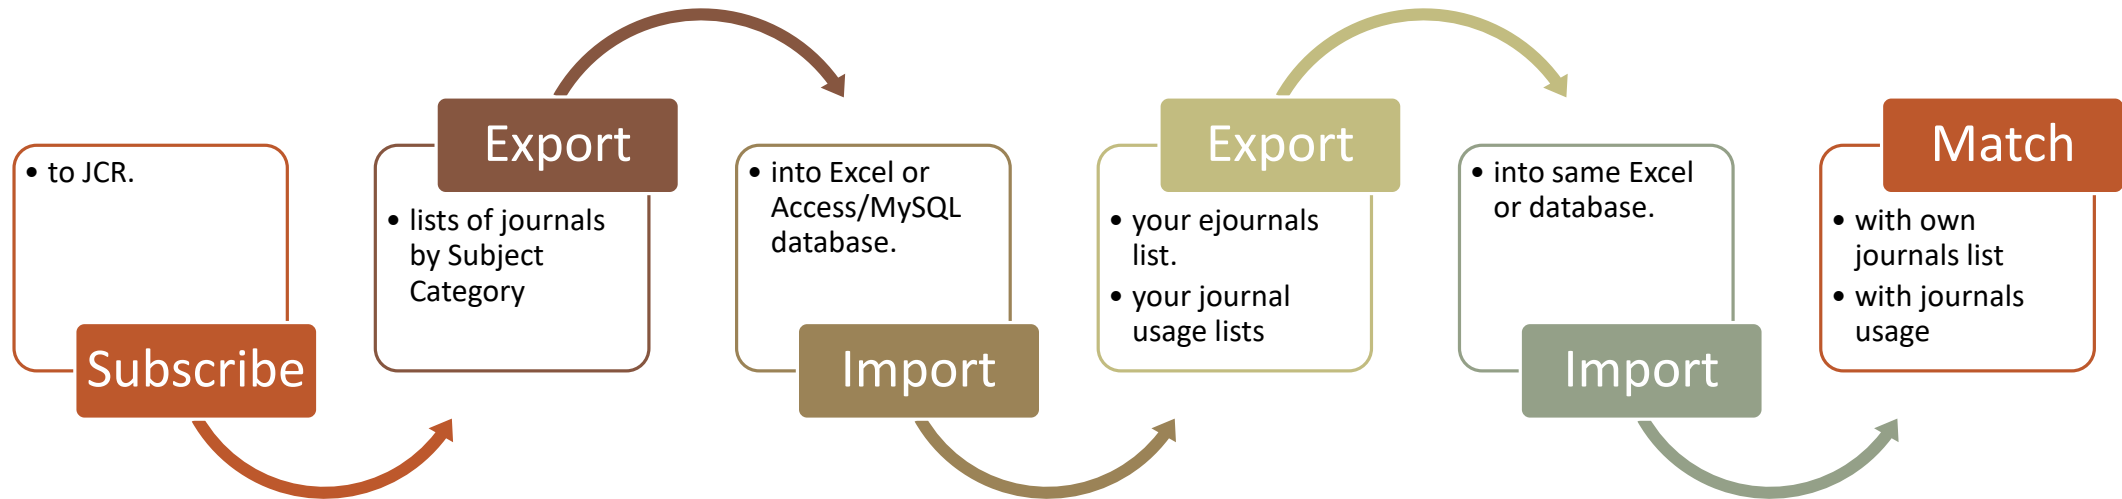 • to JCR.
Subscribe
Export
• lists of journals
by Subject
Category
• into Excel or
Access/MySQL
database.
Import
Export
• your ejournals
list.
• your journal
usage lists
• into same Excel
or database.
Import
Match
• with own
journals list
• with journals
usage